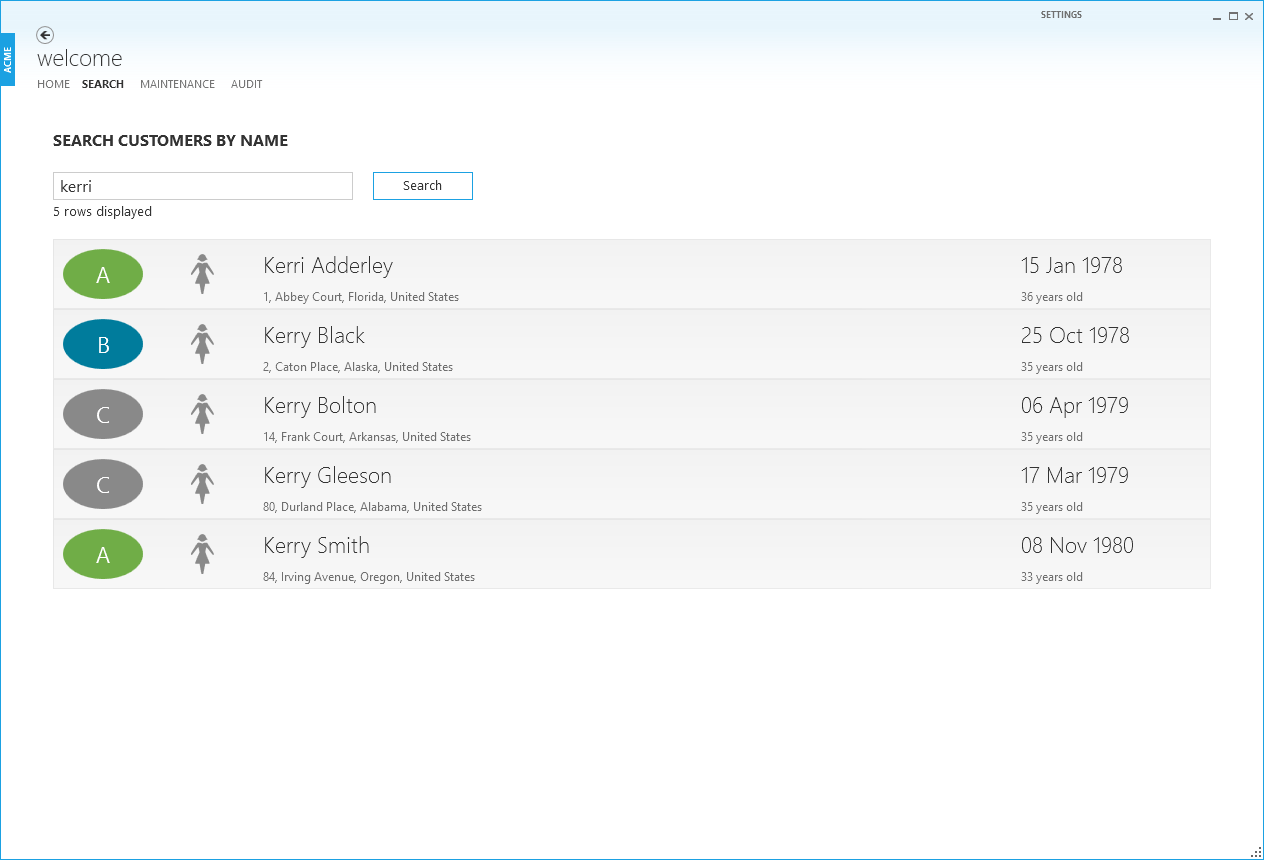 SETTINGS
ACME
welcome
HOME SEARCH MAINTENANCE AUDIT
SEARCH CUSTOMERS BY NAME
kerri Search
5 rows displayed
A Kerri Adderley 15 Jan 1978
1, Abbey Court, Florida, United States 36 years old
B Kerry Black 25 Oct 1978
2, Caton Place, Alaska, United States 35 years old
C Kerry Bolton 06 Apr 1979
14, Frank Court, Arkansas, United States 35 years old
C Kerry Gleeson 17 Mar 1979
80, Durland Place, Alabama, United States 35 years old
A Kerry Smith 08 Nov 1980
84, Irving Avenue, Oregon, United States 33 years old